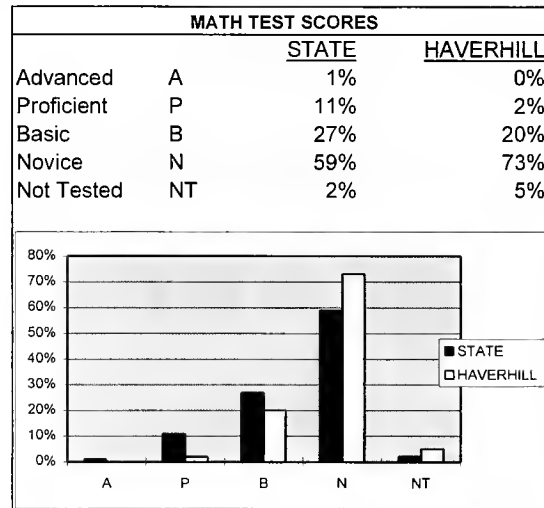 MATH TEST SCORES
STATE HAVERHILL
Advanced A 1% 0%
Proficient P 11% 2%
Basic B 27% 20%
Novice N 59% 73%
Not Tested NT 2% 5%
80%
70%
60%
50%
40%
30%
20%
10%
0%
A P B N NT
STATE
HAVERHILL